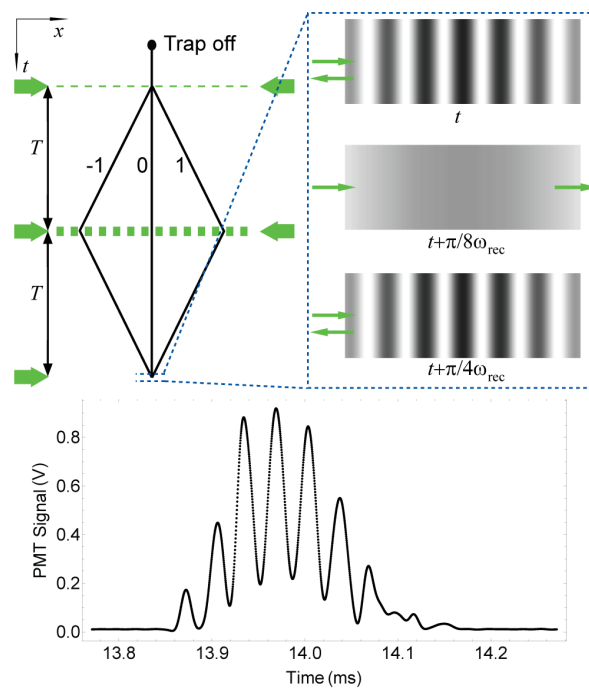 x
t
Trap off
T
-1 0 1
T
t
t+π/8ω_rec
t+π/4ω_rec
PMT Signal (V)
0.8
0.6
0.4
0.2
0.0
13.8 13.9 14.0 14.1 14.2
Time (ms)